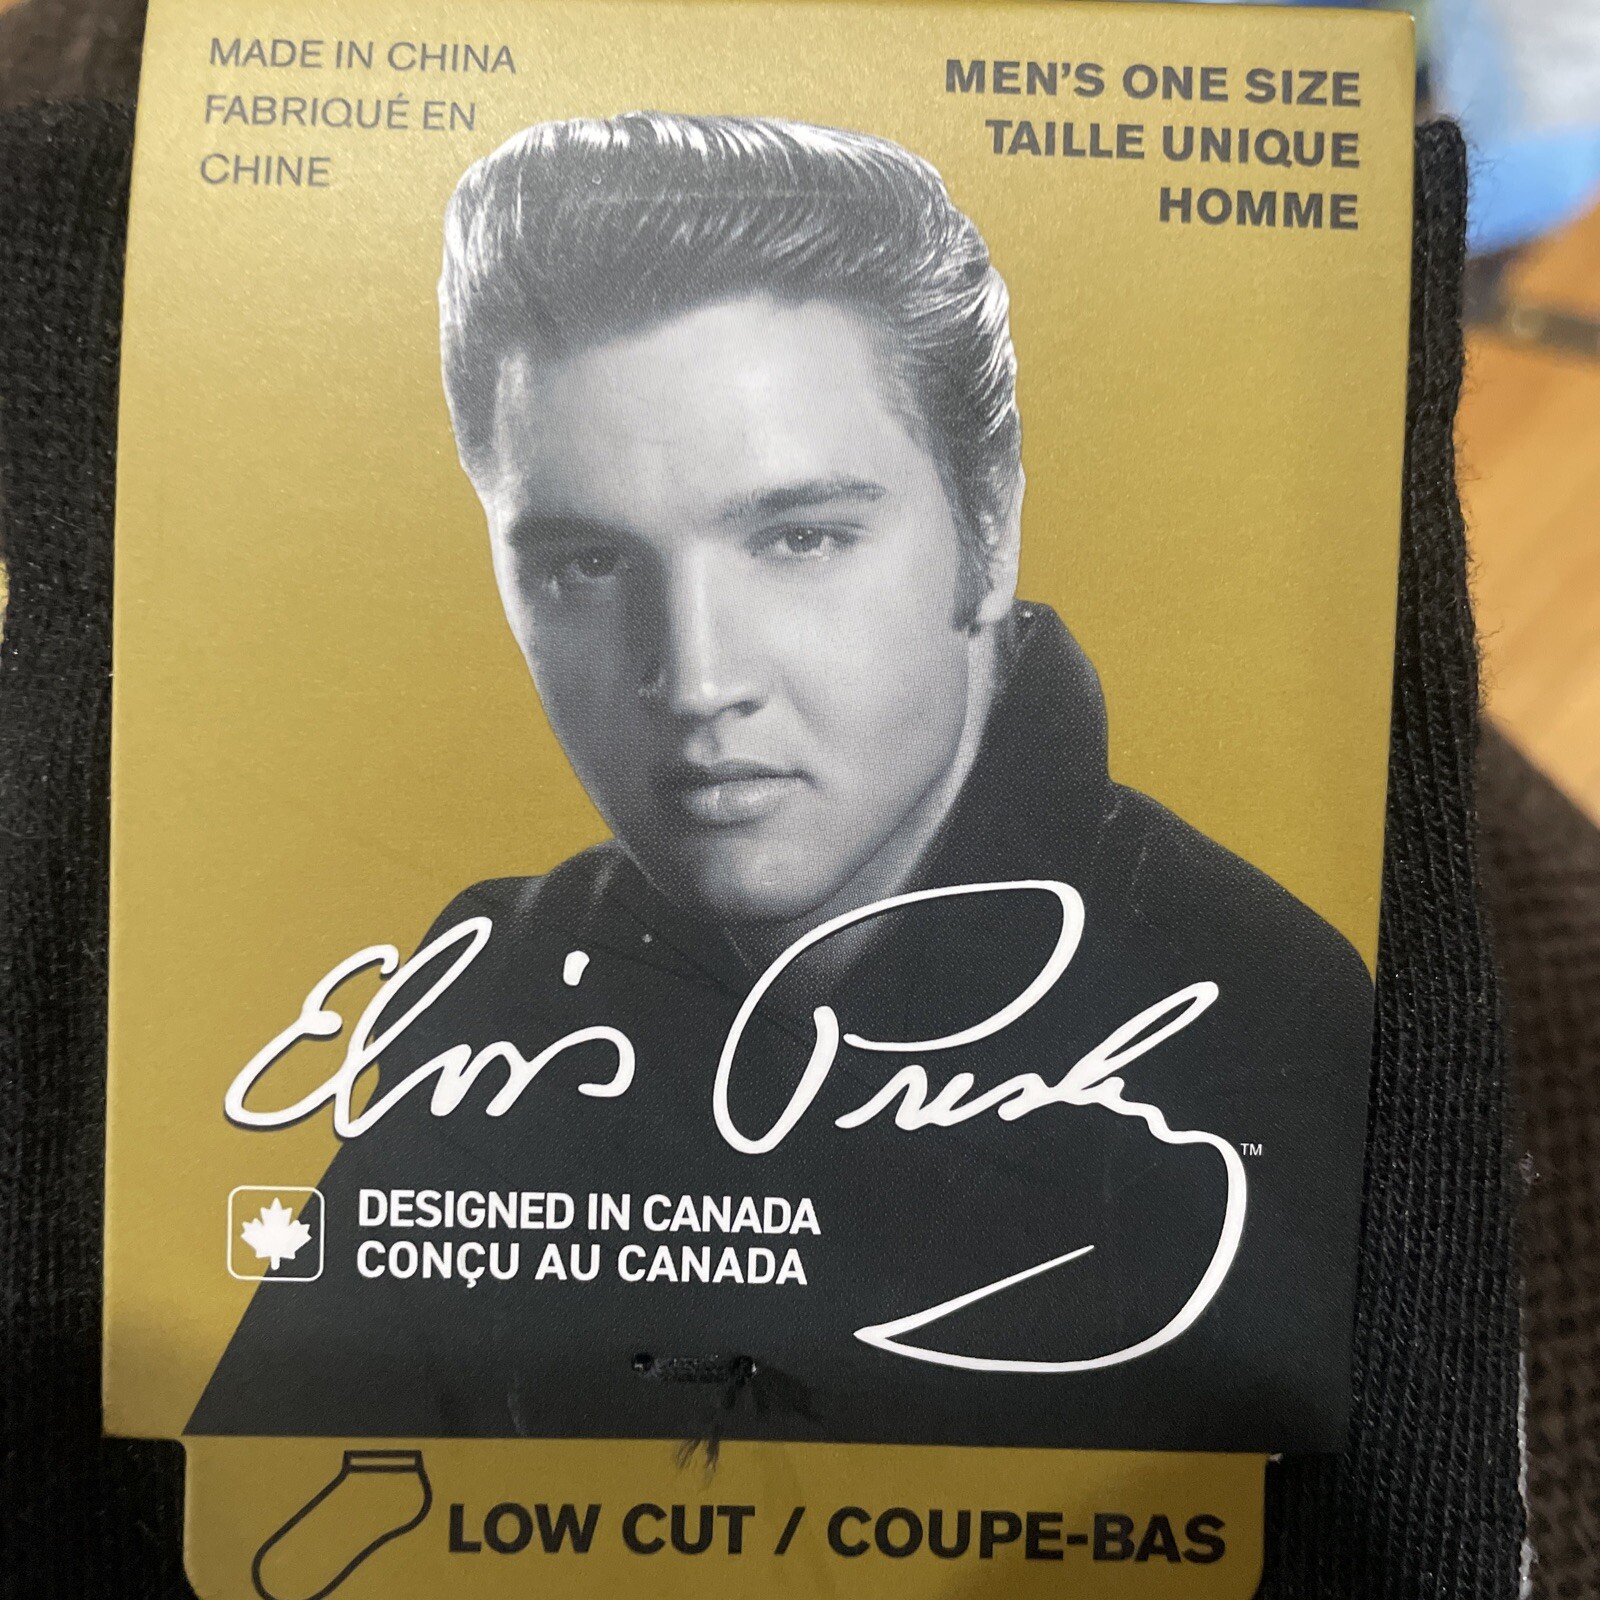 MADE IN CHINA
FABRIQUÉ EN
CHINE
MEN'S ONE SIZE
TAILLE UNIQUE
HOMME
Elvis Presley
TM
DESIGNED IN CANADA
CONÇU AU CANADA
LOW CUT / COUPE-BAS